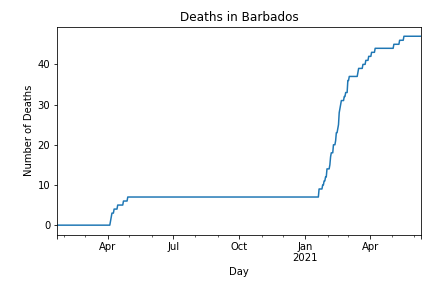 Deaths in Barbados
Number of Deaths
40
30
20
10
0
Apr
Jul
Oct
Jan
2021
Apr
Day